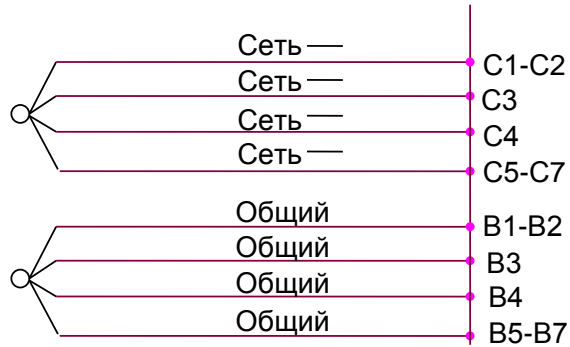 Сеть — C1-C2
Сеть — C3
Сеть — C4
Сеть — C5-C7
Общий B1-B2
Общий B3
Общий B4
Общий B5-B7